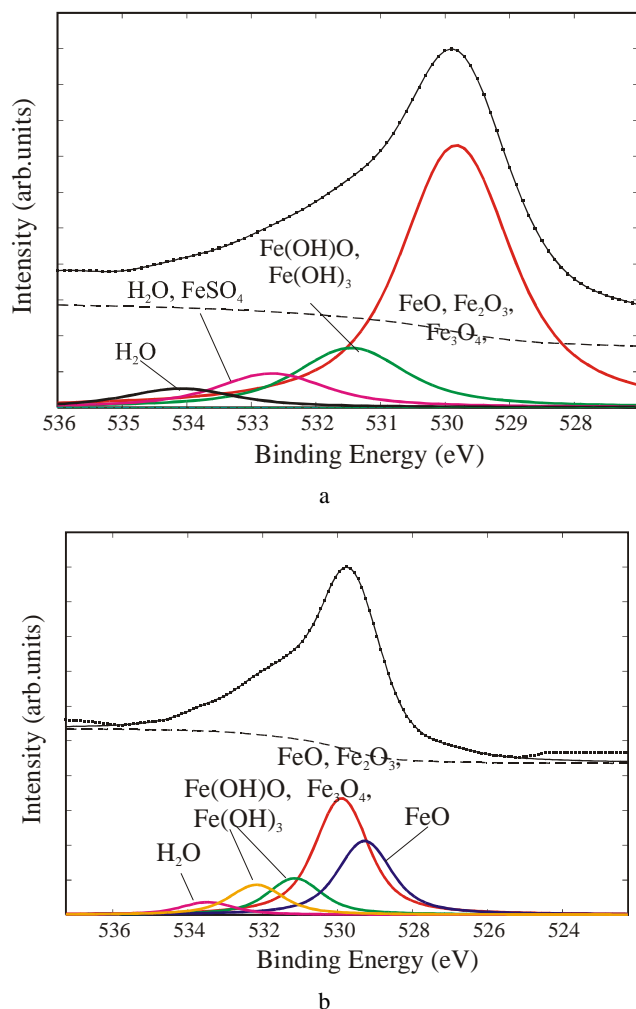 Intensity (arb.units)
Fe(OH)O,
Fe(OH)₃
H₂O, FeSO₄
FeO, Fe₂O₃,
Fe₃O₄,
H₂O
536 535 534 533 532 531 530 529 528
Binding Energy (eV)
a
Intensity (arb.units)
FeO, Fe₂O₃,
Fe(OH)O, Fe₃O₄,
Fe(OH)₃ FeO
H₂O
536 534 532 530 528 526 524
Binding Energy (eV)
b